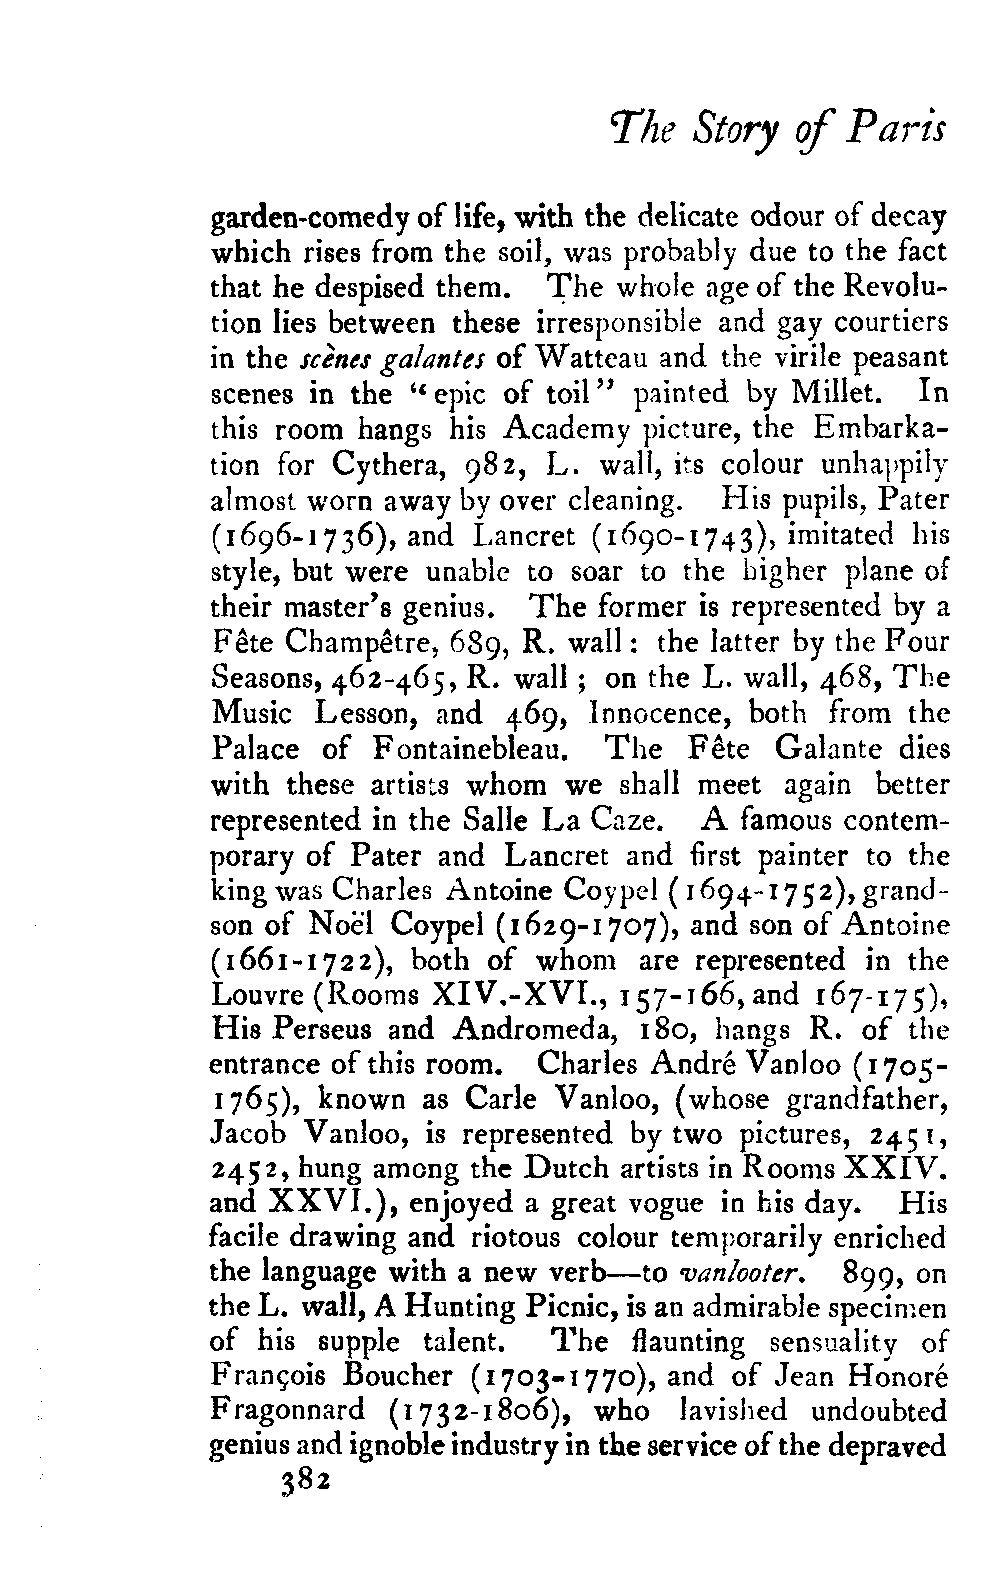 The Story of Paris
garden-comedy of life, with the delicate odour of decay
which rises from the soil, was probably due to the fact
that he despised them. The whole age of the Revolu-
tion lies between these irresponsible and gay courtiers
in the scènes galantes of Watteau and the virile peasant
scenes in the “epic of toil” painted by Millet. In
this room hangs his Academy picture, the Embarka-
tion for Cythera, 982, L. wall, its colour unhappily
almost worn away by over cleaning. His pupils, Pater
(1696-1736), and Lancret (1690-1743), imitated his
style, but were unable to soar to the higher plane of
their master's genius. The former is represented by a
Fête Champêtre, 689, R. wall: the latter by the Four
Seasons, 462-465, R. wall; on the L. wall, 468, The
Music Lesson, and 469, Innocence, both from the
Palace of Fontainebleau. The Fête Galante dies
with these artists whom we shall meet again better
represented in the Salle La Caze. A famous contem-
porary of Pater and Lancret and first painter to the
king was Charles Antoine Coypel (1694-1752), grand-
son of Noël Coypel (1629-1707), and son of Antoine
(1661-1722), both of whom are represented in the
Louvre (Rooms XIV.-XVI., 157-166, and 167-175),
His Perseus and Andromeda, 180, hangs R. of the
entrance of this room. Charles André Vanloo (1705-
1765), known as Carle Vanloo, (whose grandfather,
Jacob Vanloo, is represented by two pictures, 2451,
2452, hung among the Dutch artists in Rooms XXIV.
and XXVI.), enjoyed a great vogue in his day. His
facile drawing and riotous colour temporarily enriched
the language with a new verb—to vanlooter. 899, on
the L. wall, A Hunting Picnic, is an admirable specimen
of his supple talent. The flaunting sensuality of
François Boucher (1703-1770), and of Jean Honoré
Fragonnard (1732-1806), who lavished undoubted
genius and ignoble industry in the service of the depraved
382